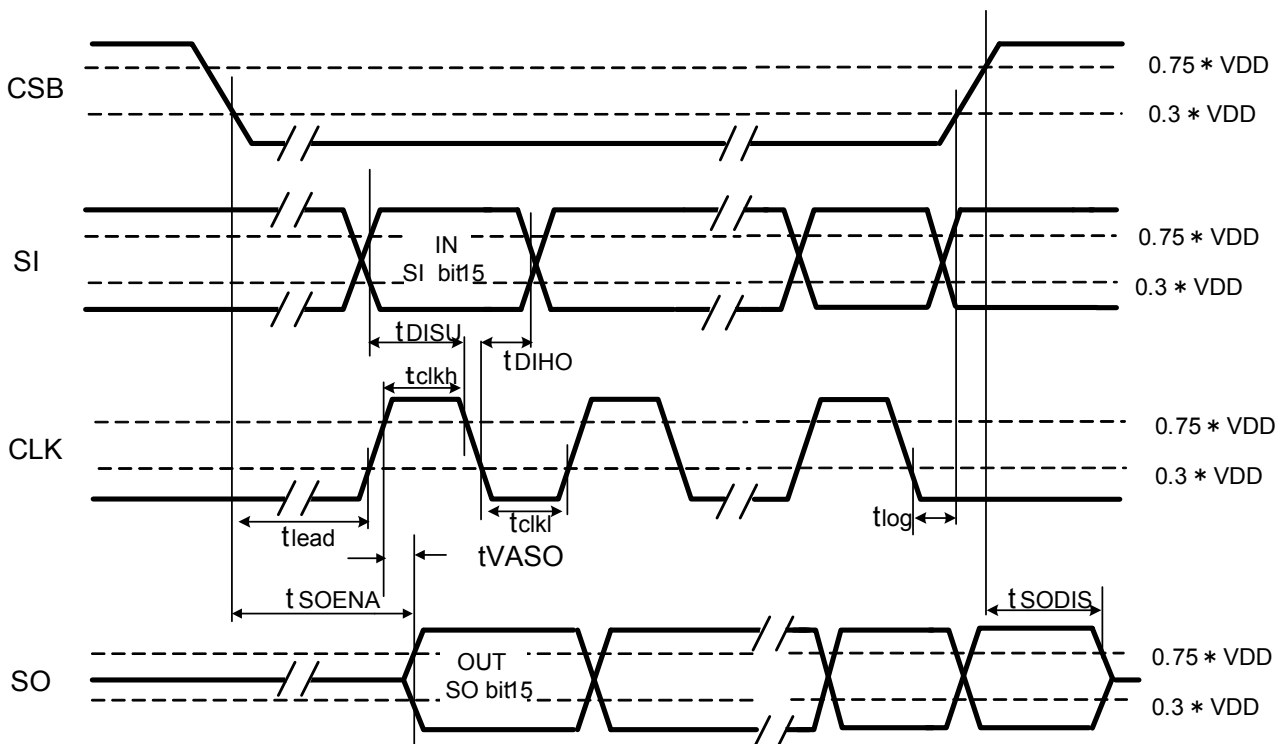 CSB
0.75 * VDD
0.3 * VDD
SI
IN
SI bit15
0.75 * VDD
0.3 * VDD
tDISU
tDIHO
tclkh
CLK
0.75 * VDD
0.3 * VDD
tlead
tclkl
tlog
tVASO
tSOENA
tSODIS
SO
OUT
SO bit15
0.75 * VDD
0.3 * VDD